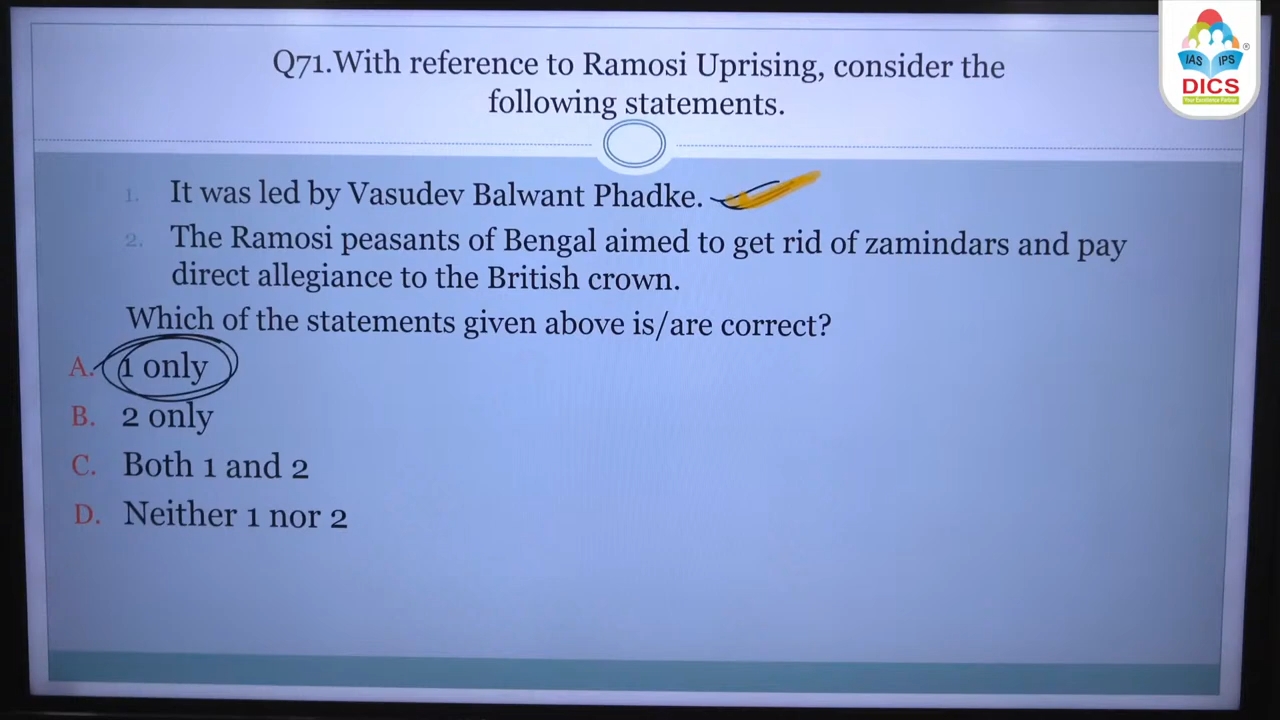 IAS IPS
DICS
Your Excellence Partner
Q71.With reference to Ramosi Uprising, consider the
following statements.
1. It was led by Vasudev Balwant Phadke.
2. The Ramosi peasants of Bengal aimed to get rid of zamindars and pay
direct allegiance to the British crown.
Which of the statements given above is/are correct?
A. 1 only
B. 2 only
C. Both 1 and 2
D. Neither 1 nor 2